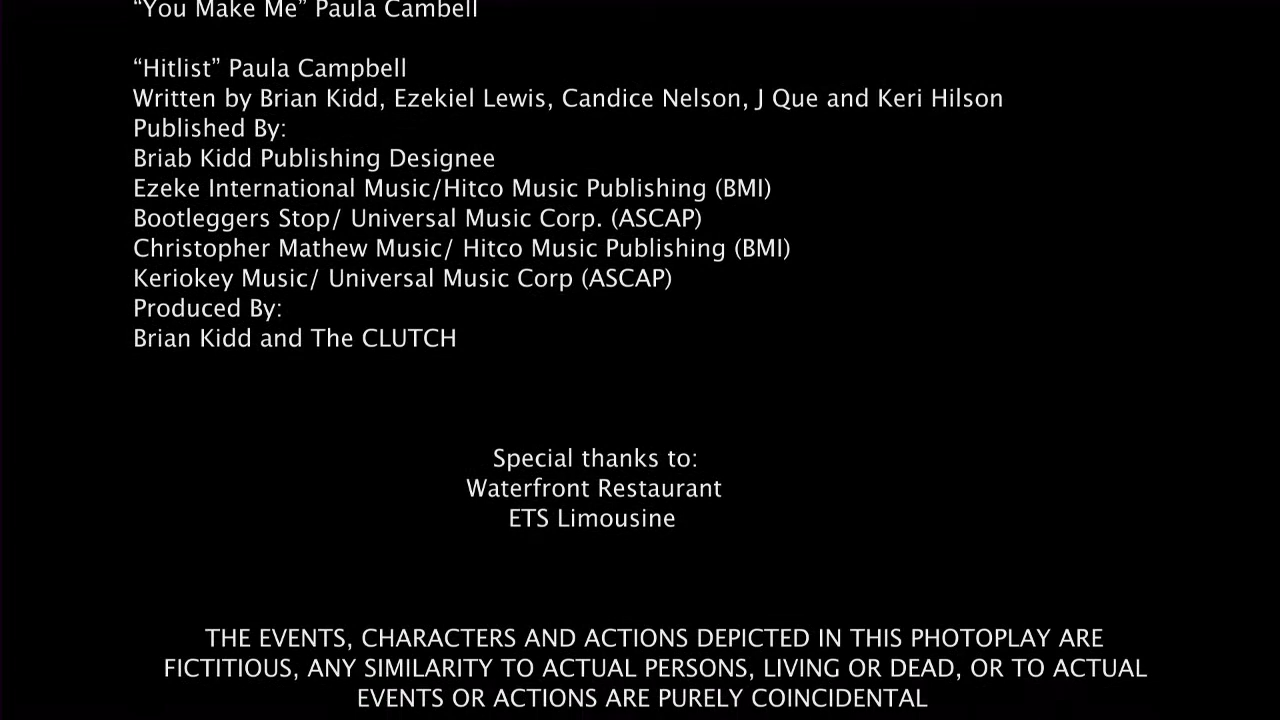 “You Make Me” Paula Cambell
“Hitlist” Paula Campbell
Written by Brian Kidd, Ezekiel Lewis, Candice Nelson, J Que and Keri Hilson
Published By:
Briab Kidd Publishing Designee
Ezeke International Music/Hitco Music Publishing (BMI)
Bootleggers Stop/ Universal Music Corp. (ASCAP)
Christopher Mathew Music/ Hitco Music Publishing (BMI)
Keriokey Music/ Universal Music Corp (ASCAP)
Produced By:
Brian Kidd and The CLUTCH
Special thanks to:
Waterfront Restaurant
ETS Limousine
THE EVENTS, CHARACTERS AND ACTIONS DEPICTED IN THIS PHOTOPLAY ARE
FICTITIOUS, ANY SIMILARITY TO ACTUAL PERSONS, LIVING OR DEAD, OR TO ACTUAL
EVENTS OR ACTIONS ARE PURELY COINCIDENTAL